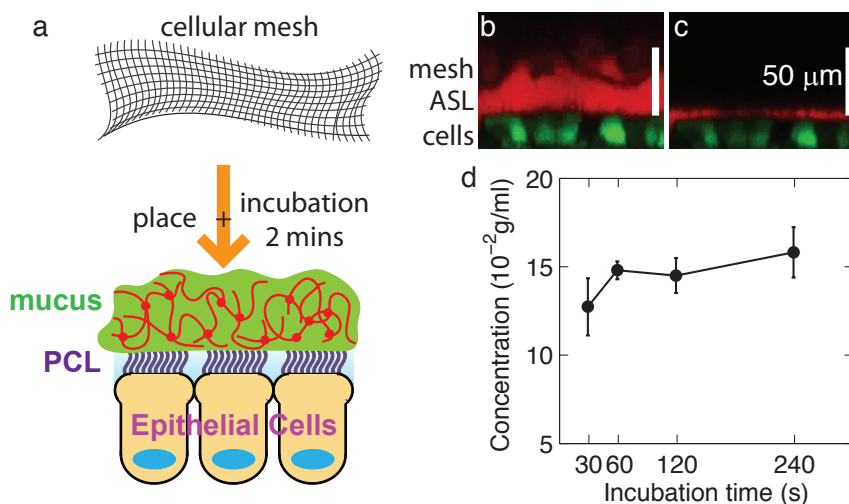 a
cellular mesh
place + incubation
2 mins
mucus
PCL
Epithelial Cells
b
c
mesh
ASL
cells
50 μm
d
20
15
10
5
Concentration (10⁻²g/ml)
30 60 120 240
Incubation time (s)